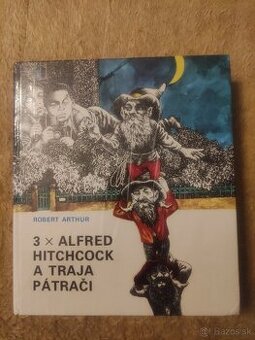 ROBERT ARTHUR
3 × ALFRED
HITCHCOCK
A TRAJA
PÁTRAČI
Bazos.sk